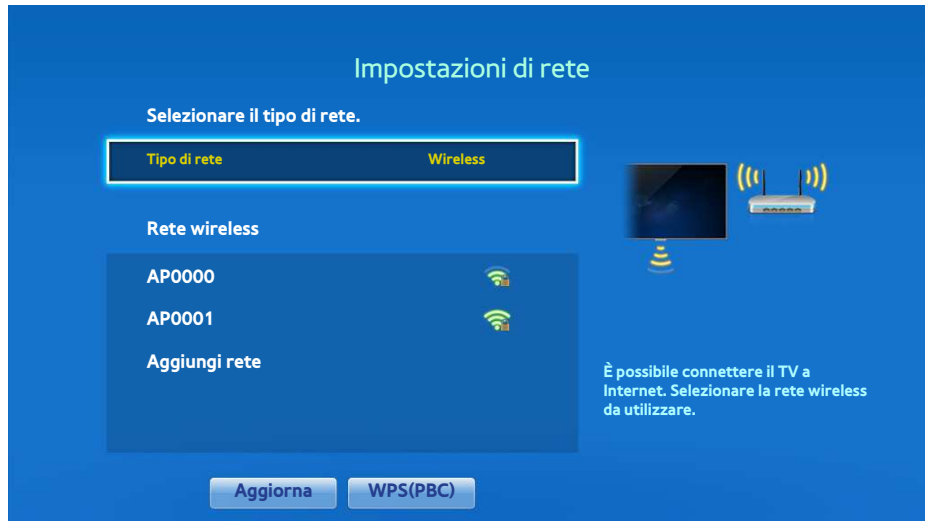 Impostazioni di rete
Selezionare il tipo di rete.
Tipo di rete Wireless
Rete wireless
AP0000
AP0001
Aggiungi rete
È possibile connettere il TV a
Internet. Selezionare la rete wireless
da utilizzare.
Aggiorna WPS(PBC)